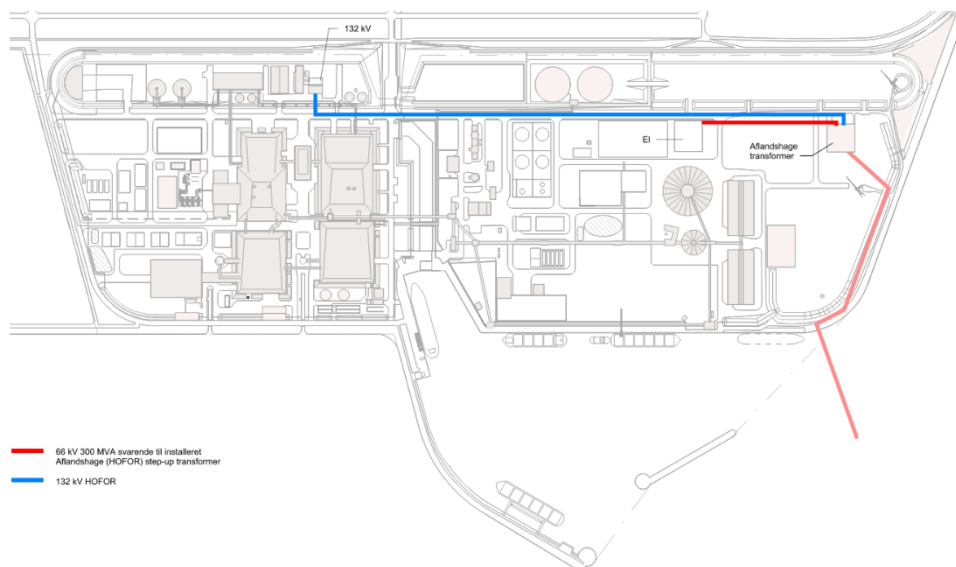 132 kV
El
Aflandshage
transformer
66 kV 300 MVA svarende til installeret
Aflandshage (HOFOR) step-up transformer
132 kV HOFOR